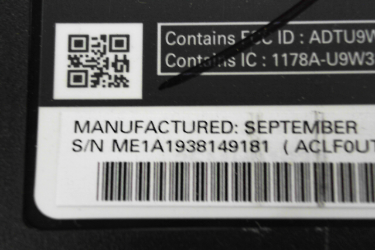 Contains FCC ID : ADTU9W
Contains IC : 1178A-U9W3
MANUFACTURED: SEPTEMBER
S/N ME1A1938149181 ( ACLF0UT